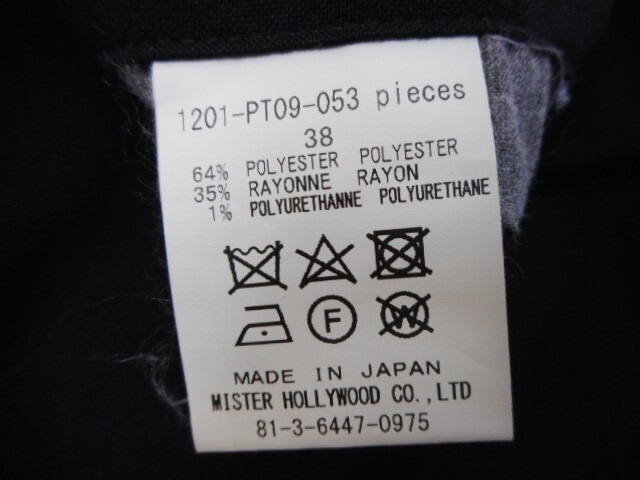 1201-PT09-053 pieces
38
64% POLYESTER POLYESTER
35% RAYONNE RAYON
1% POLYURETHANNE POLYURETHANE
F W
MADE IN JAPAN
MISTER HOLLYWOOD CO.,LTD
81-3-6447-0975